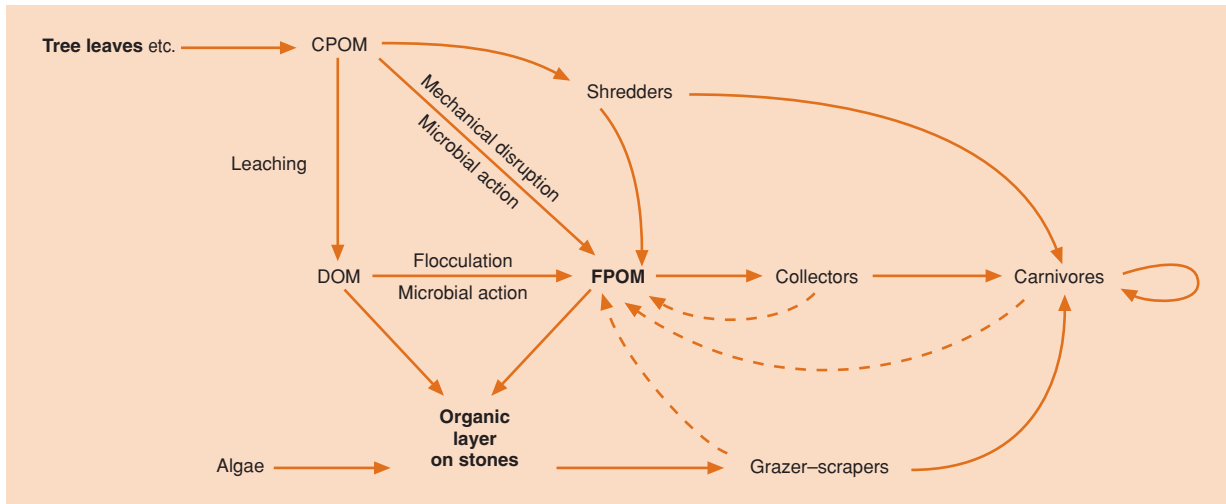 Tree leaves etc.
CPOM
Shredders
Mechanical disruption
Microbial action
Leaching
DOM
Flocculation
Microbial action
FPOM
Collectors
Carnivores
Organic
layer
on stones
Algae
Grazer–scrapers